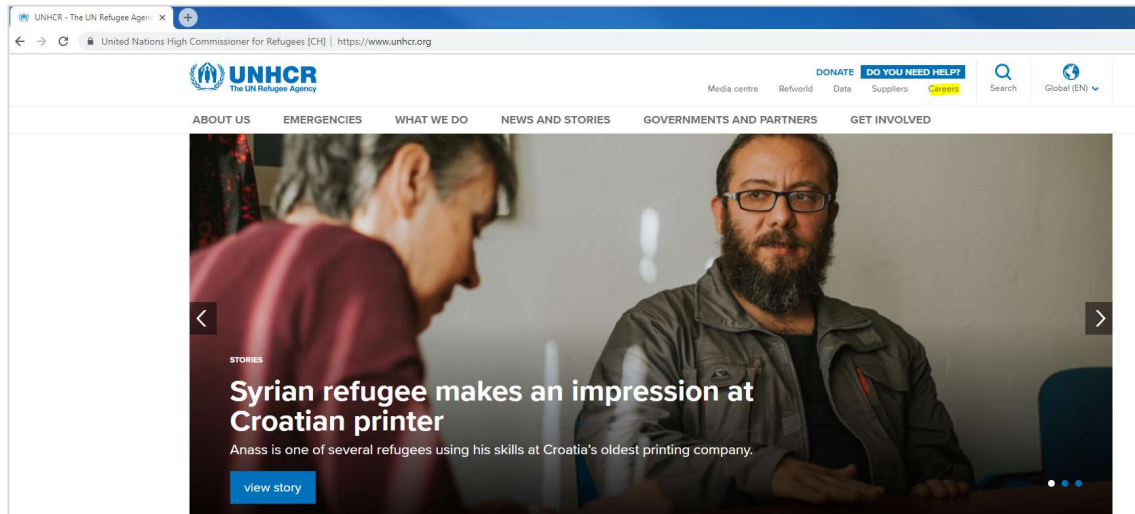 UNHCR - The UN Refugee Agenc
United Nations High Commissioner for Refugees [CH] | https://www.unhcr.org
UNHCR
The UN Refugee Agency
DONATE DO YOU NEED HELP?
Media centre Refworld Data Suppliers Careers Search Global (EN)
ABOUT US EMERGENCIES WHAT WE DO NEWS AND STORIES GOVERNMENTS AND PARTNERS GET INVOLVED
STORIES
Syrian refugee makes an impression at
Croatian printer
Anass is one of several refugees using his skills at Croatia's oldest printing company.
view story